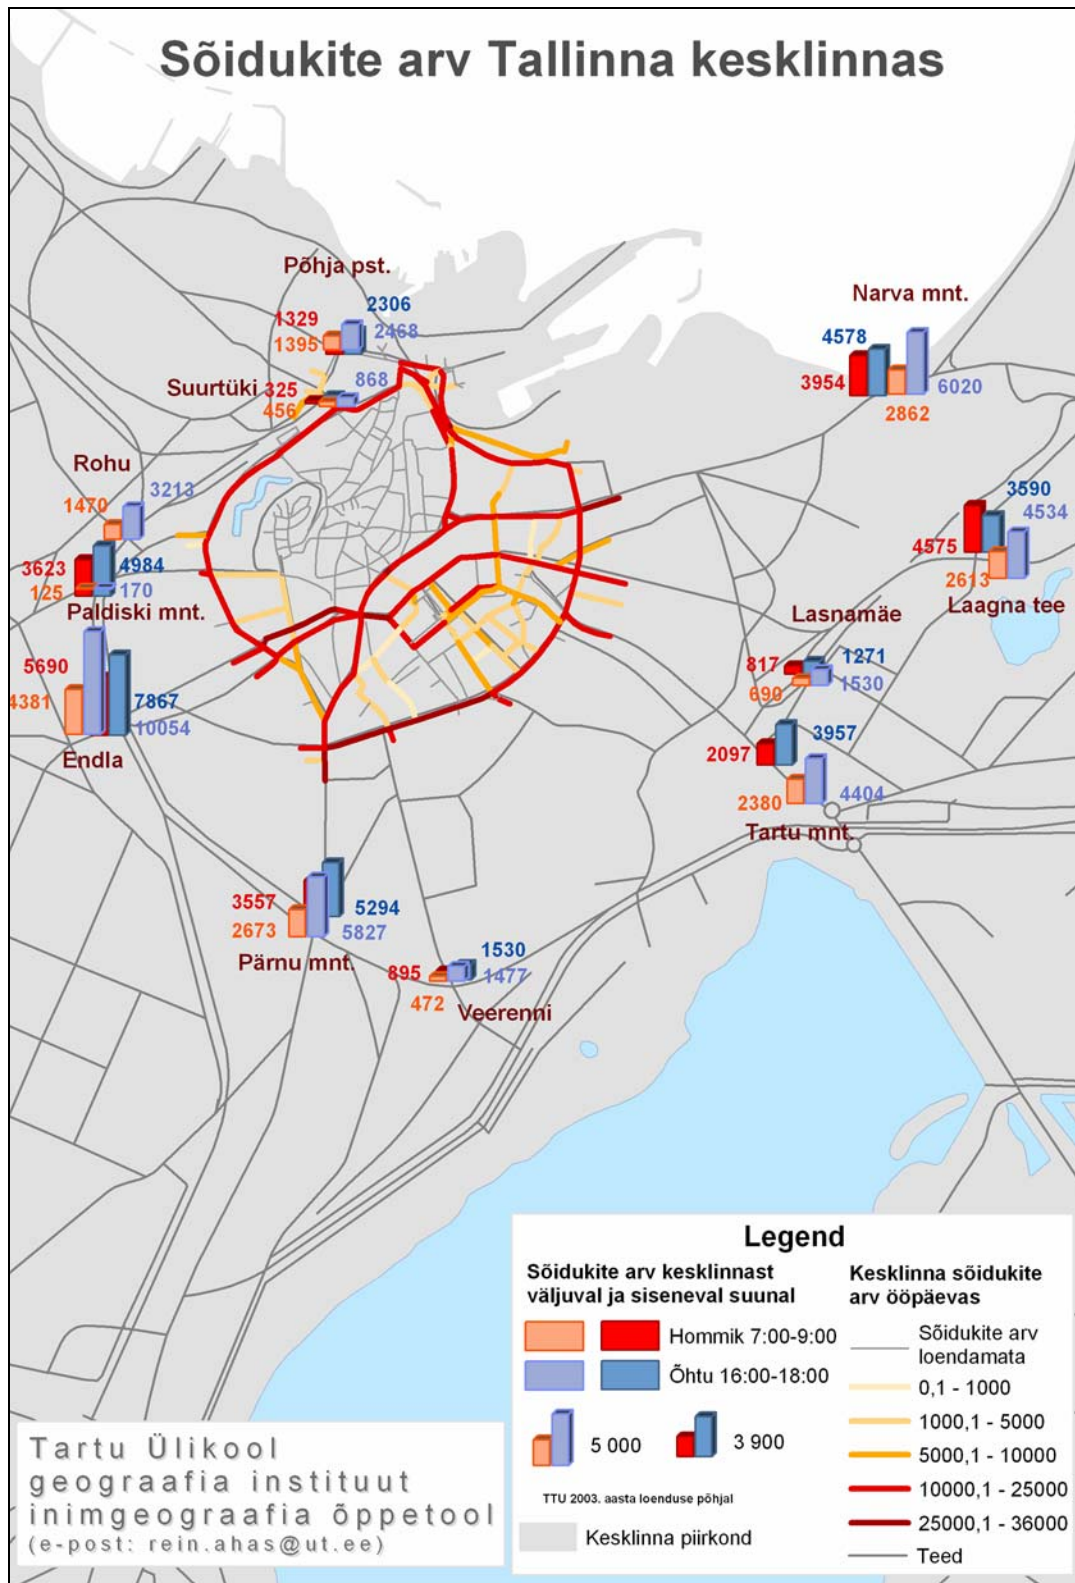 Sõidukite arv Tallinna kesklinnas
Põhja pst.
2306
1329
2468
1395
Narva mnt.
4578
3954
6020
2862
Suurtüki
325
868
456
Rohu
3213
1470
3623
4984
125
170
Paldiski mnt.
3590
4534
4575
2613
Laagna tee
Lasnamäe
817
1271
690
1530
5690
4381
7867
10054
Endla
3957
2097
2380
4404
Tartu mnt.
3557
5294
2673
5827
Pärnu mnt.
1530
895
1477
472
Veerenni
Legend
Sõidukite arv kesklinnast
väljuval ja siseneval suunal
Hommik 7:00-9:00
Õhtu 16:00-18:00
5 000
3 900
TTU 2003. aasta loenduse põhjal
Kesklinna piirkond
Kesklinna sõidukite
arv ööpäevas
Sõidukite arv
loendamata
0,1 - 1000
1000,1 - 5000
5000,1 - 10000
10000,1 - 25000
25000,1 - 36000
Teed
Tartu Ülikool
geograafia instituut
inimgeograafia õppetool
(e-post: rein.ahas@ut.ee)